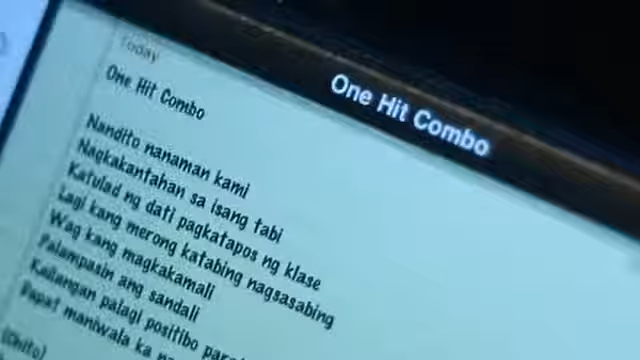 One Hit Combo
Today
One Hit Combo
Nandito nanaman kami
Nagkakantahan sa isang tabi
Katulad ng dati pagkatapos ng klase
Lagi kang merong katabing nagsasabing
Wag kang magkakamali
Palampasin ang sandali
Kailangan palagi positibo
Dapat maniwala ka
(Chito)